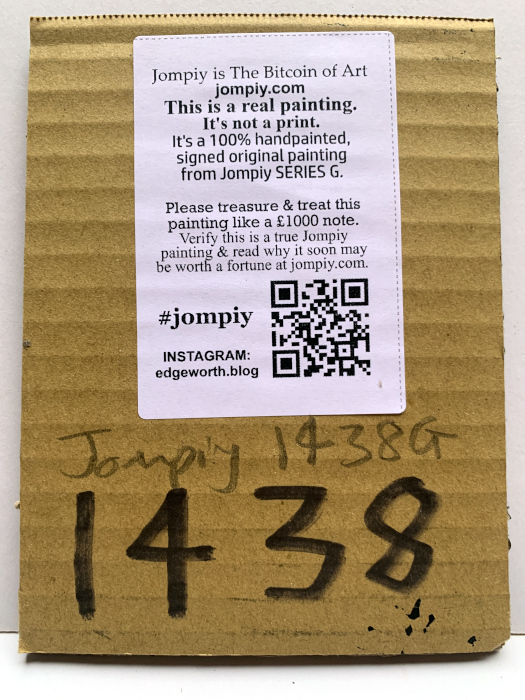 Jompiy is The Bitcoin of Art
jompiy.com
This is a real painting.
It's not a print.
It's a 100% handpainted,
signed original painting
from Jompiy SERIES G.
Please treasure & treat this
painting like a £1000 note.
Verify this is a true Jompiy
painting & read why it soon may
be worth a fortune at jompiy.com.
#jompiy
INSTAGRAM:
edgeworth.blog
Jompiy 1438G
1438